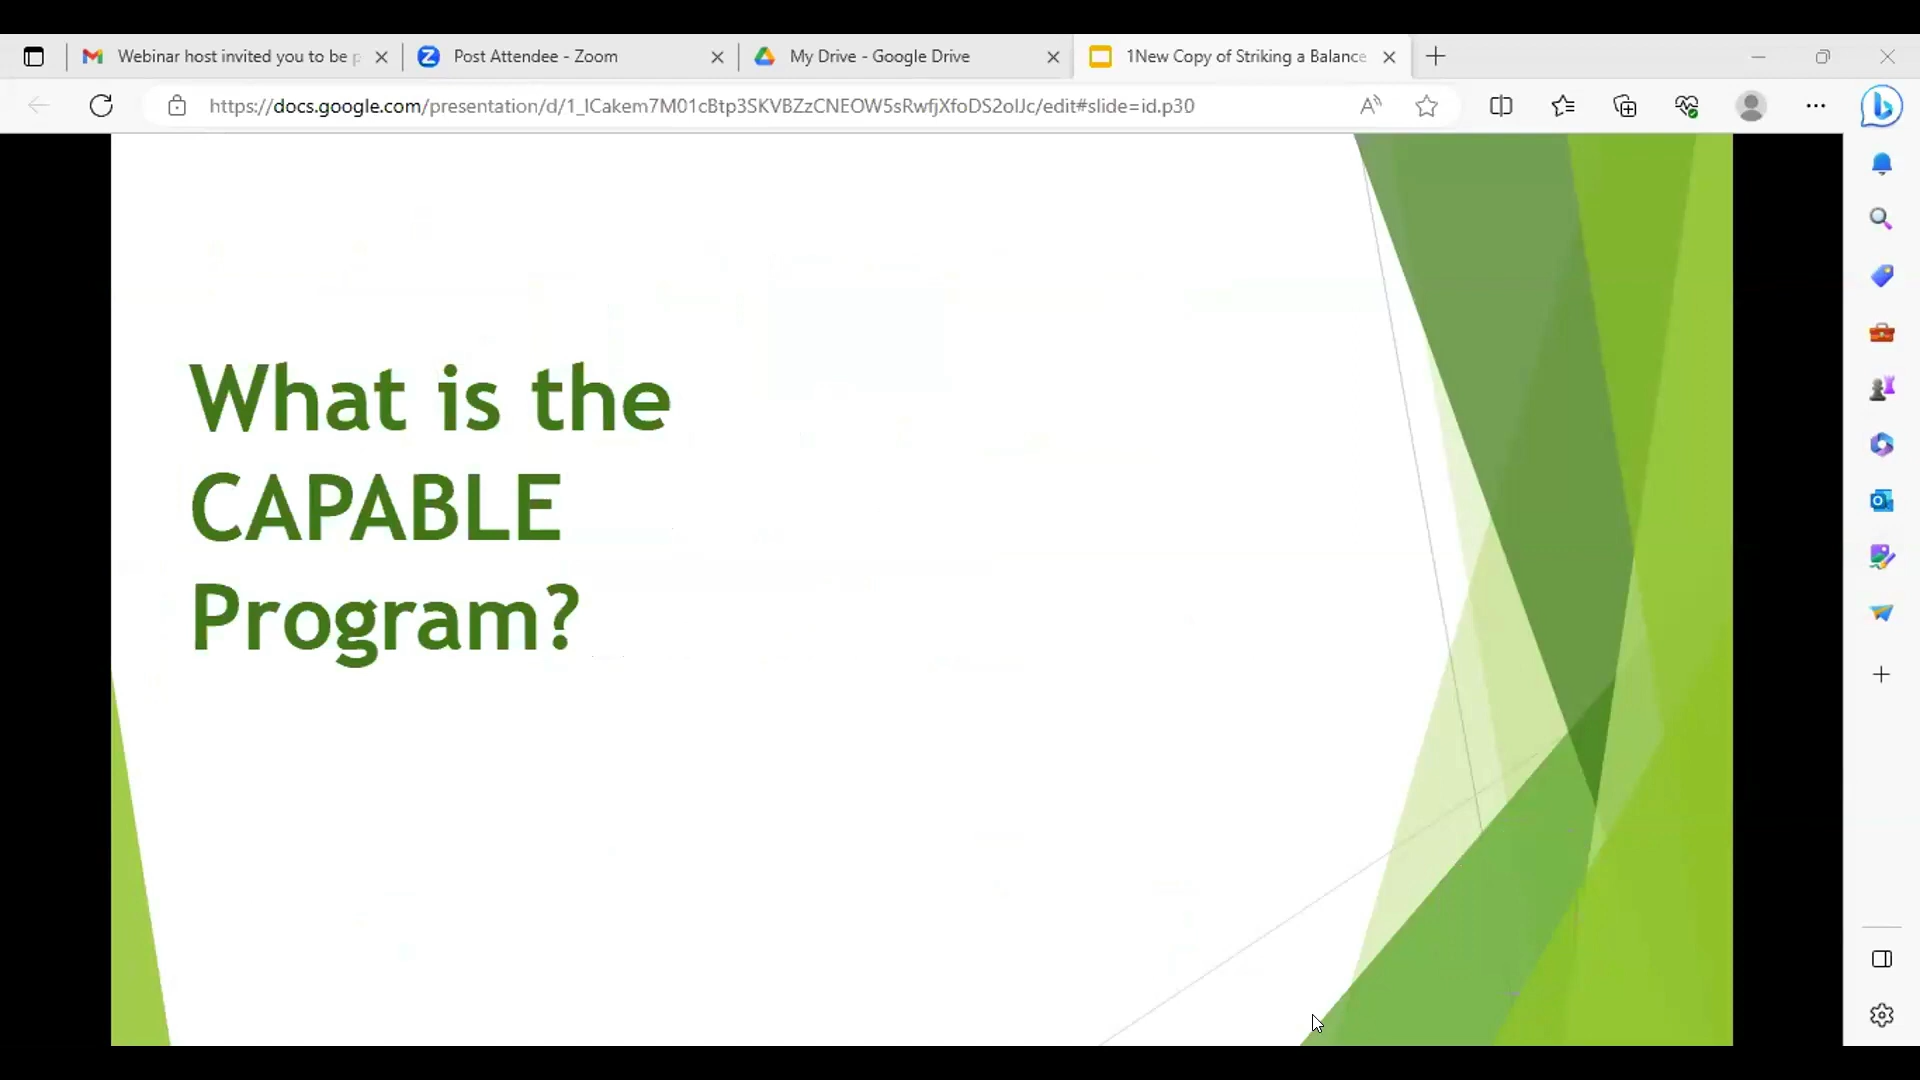 Webinar host invited you to be p
Post Attendee - Zoom
My Drive - Google Drive
1New Copy of Striking a Balance
https://docs.google.com/presentation/d/1_lCakem7M01cBtp3SKVBZzCNEOW5sRwfjXfoDS2olJc/edit#slide=id.p30
What is the
CAPABLE
Program?